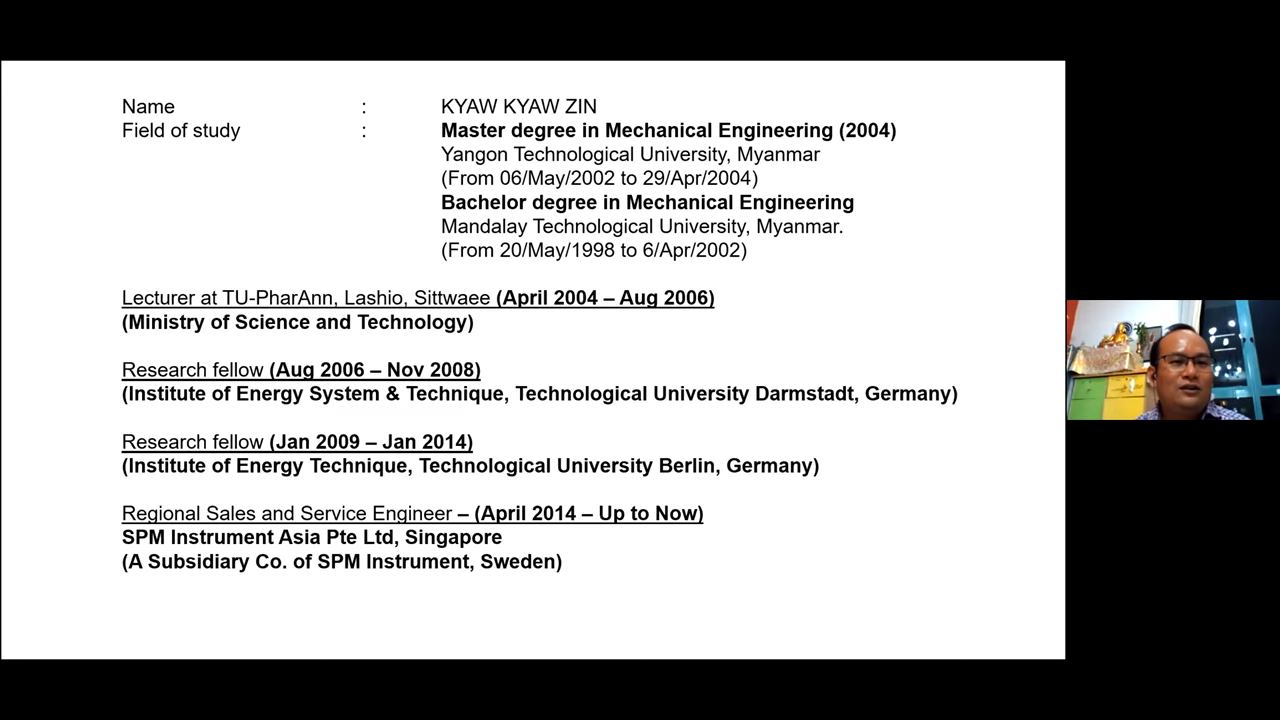 Name : KYAW KYAW ZIN
Field of study : Master degree in Mechanical Engineering (2004)
Yangon Technological University, Myanmar
(From 06/May/2002 to 29/Apr/2004)
Bachelor degree in Mechanical Engineering
Mandalay Technological University, Myanmar.
(From 20/May/1998 to 6/Apr/2002)
Lecturer at TU-PharAnn, Lashio, Sittwaee (April 2004 – Aug 2006)
(Ministry of Science and Technology)
Research fellow (Aug 2006 – Nov 2008)
(Institute of Energy System & Technique, Technological University Darmstadt, Germany)
Research fellow (Jan 2009 – Jan 2014)
(Institute of Energy Technique, Technological University Berlin, Germany)
Regional Sales and Service Engineer – (April 2014 – Up to Now)
SPM Instrument Asia Pte Ltd, Singapore
(A Subsidiary Co. of SPM Instrument, Sweden)